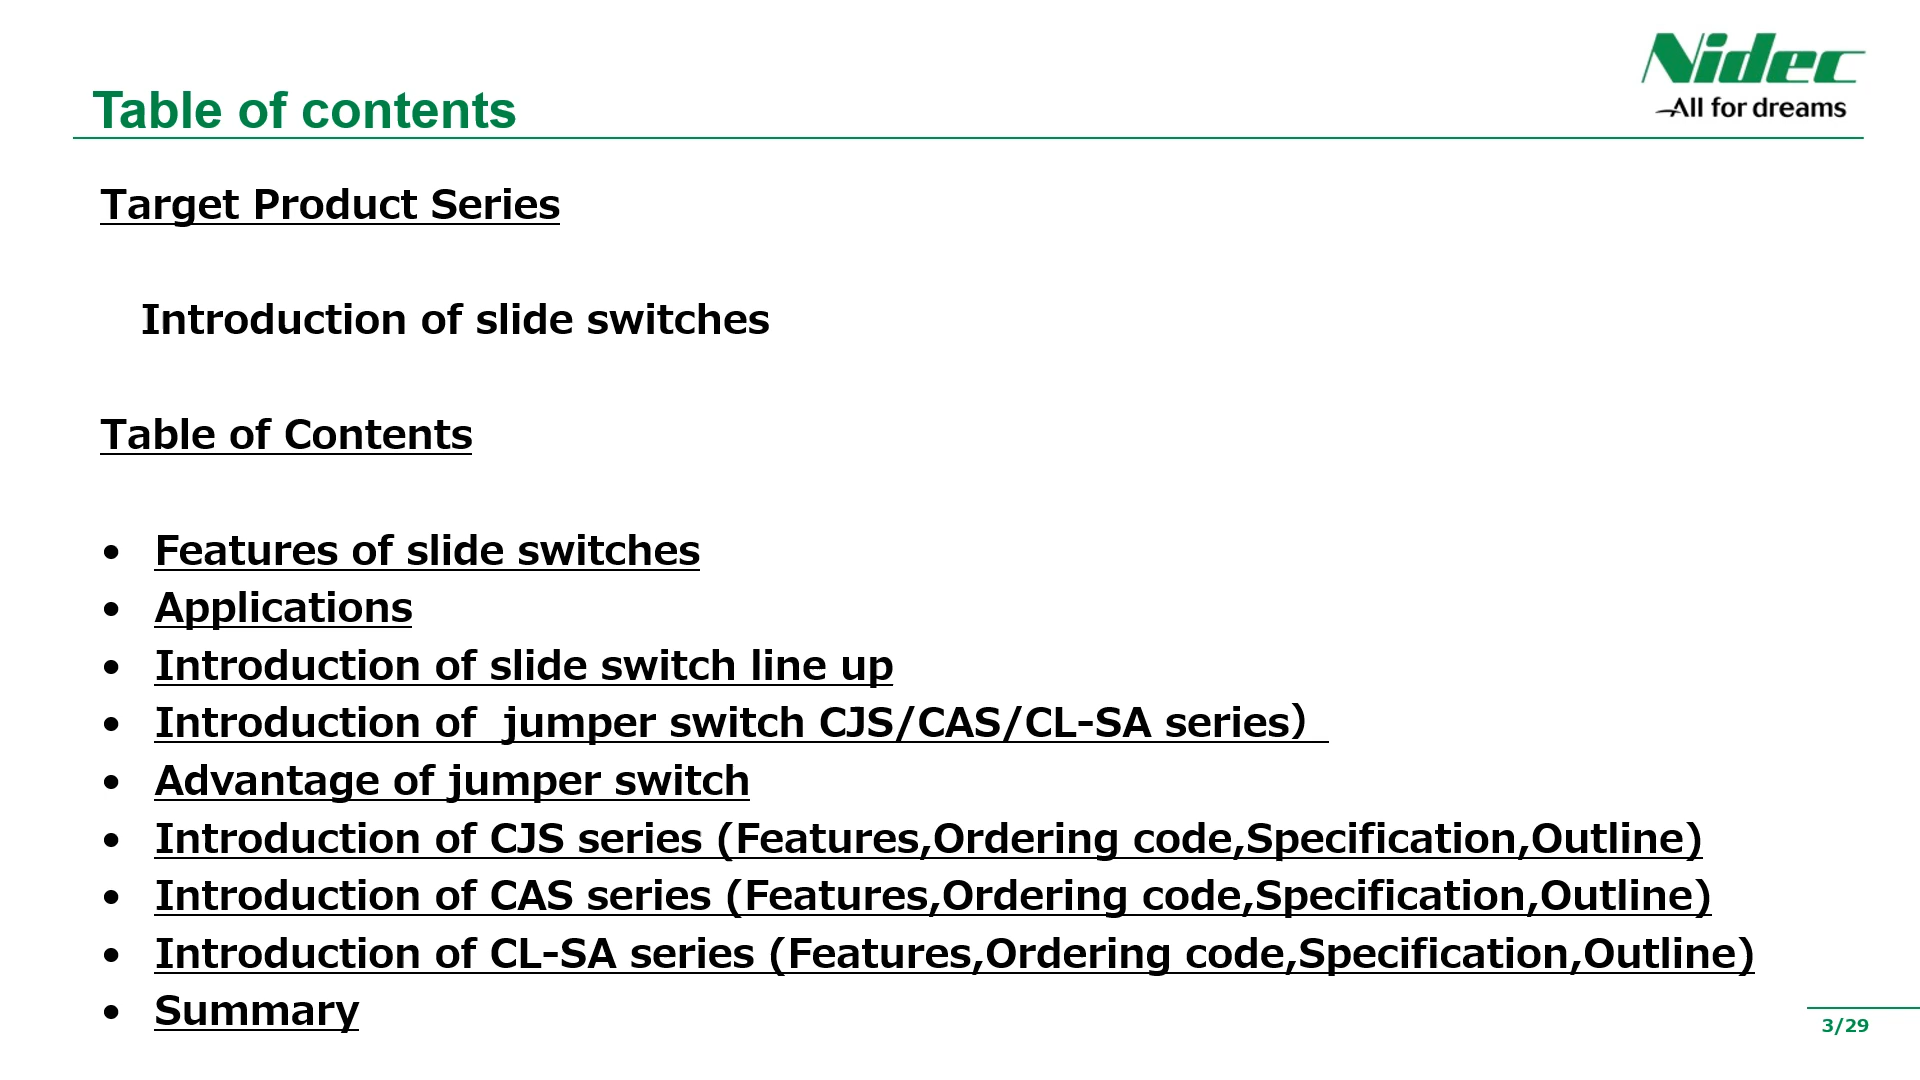 Nidec
All for dreams
Table of contents
Target Product Series
Introduction of slide switches
Table of Contents
• Features of slide switches
• Applications
• Introduction of slide switch line up
• Introduction of  jumper switch CJS/CAS/CL-SA series）
• Advantage of jumper switch
• Introduction of CJS series (Features,Ordering code,Specification,Outline)
• Introduction of CAS series (Features,Ordering code,Specification,Outline)
• Introduction of CL-SA series (Features,Ordering code,Specification,Outline)
• Summary
3/29